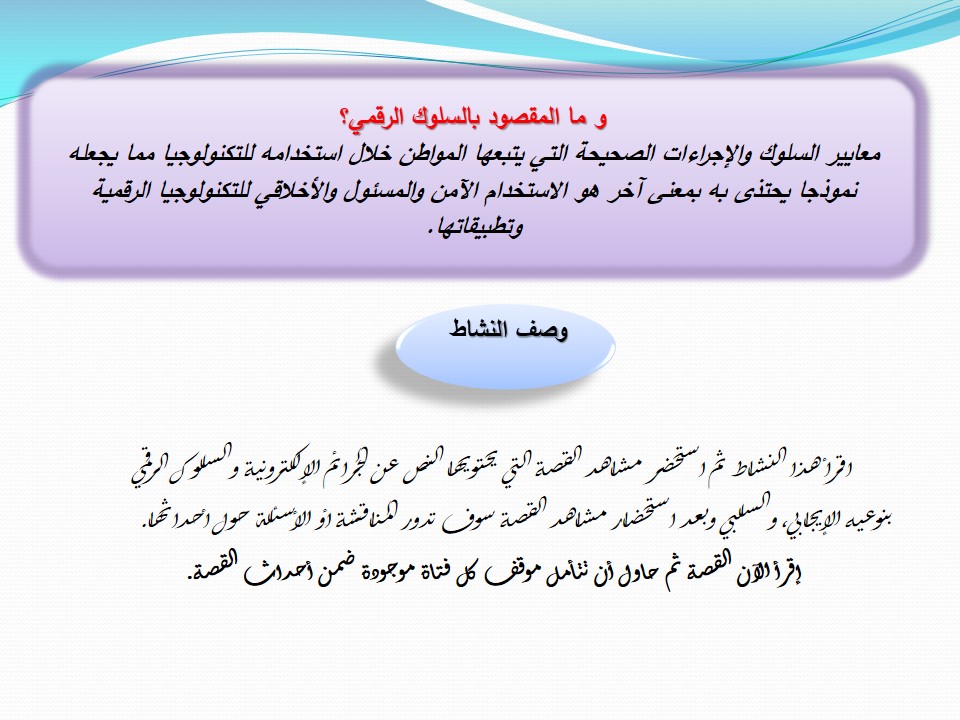 و ما المقصود بالسلوك الرقمي؟
معايير السلوك والإجراءات الصحيحة التي يتبعها المواطن خلال استخدامه للتكنولوجيا مما يجعله
نموذجا يحتذى به بمعنى آخر هو الاستخدام الآمن والمسئول والأخلاقي للتكنولوجيا الرقمية
وتطبيقاتها.
وصف النشاط
اقرأ هذا النشاط ثم استحضر مشاهد القصة التي يحتويها النص عن الجرائم الإلكترونية والسلوك الرقمي
بنوعيه الإيجابي، والسلبي وبعد استحضار مشاهد القصة سوف تدور المناقشة أو الأسئلة حول أحداثها.
إقرأ الآن القصة ثم حاول أن تتأمل موقف كل فتاة موجودة ضمن أحداث القصة.